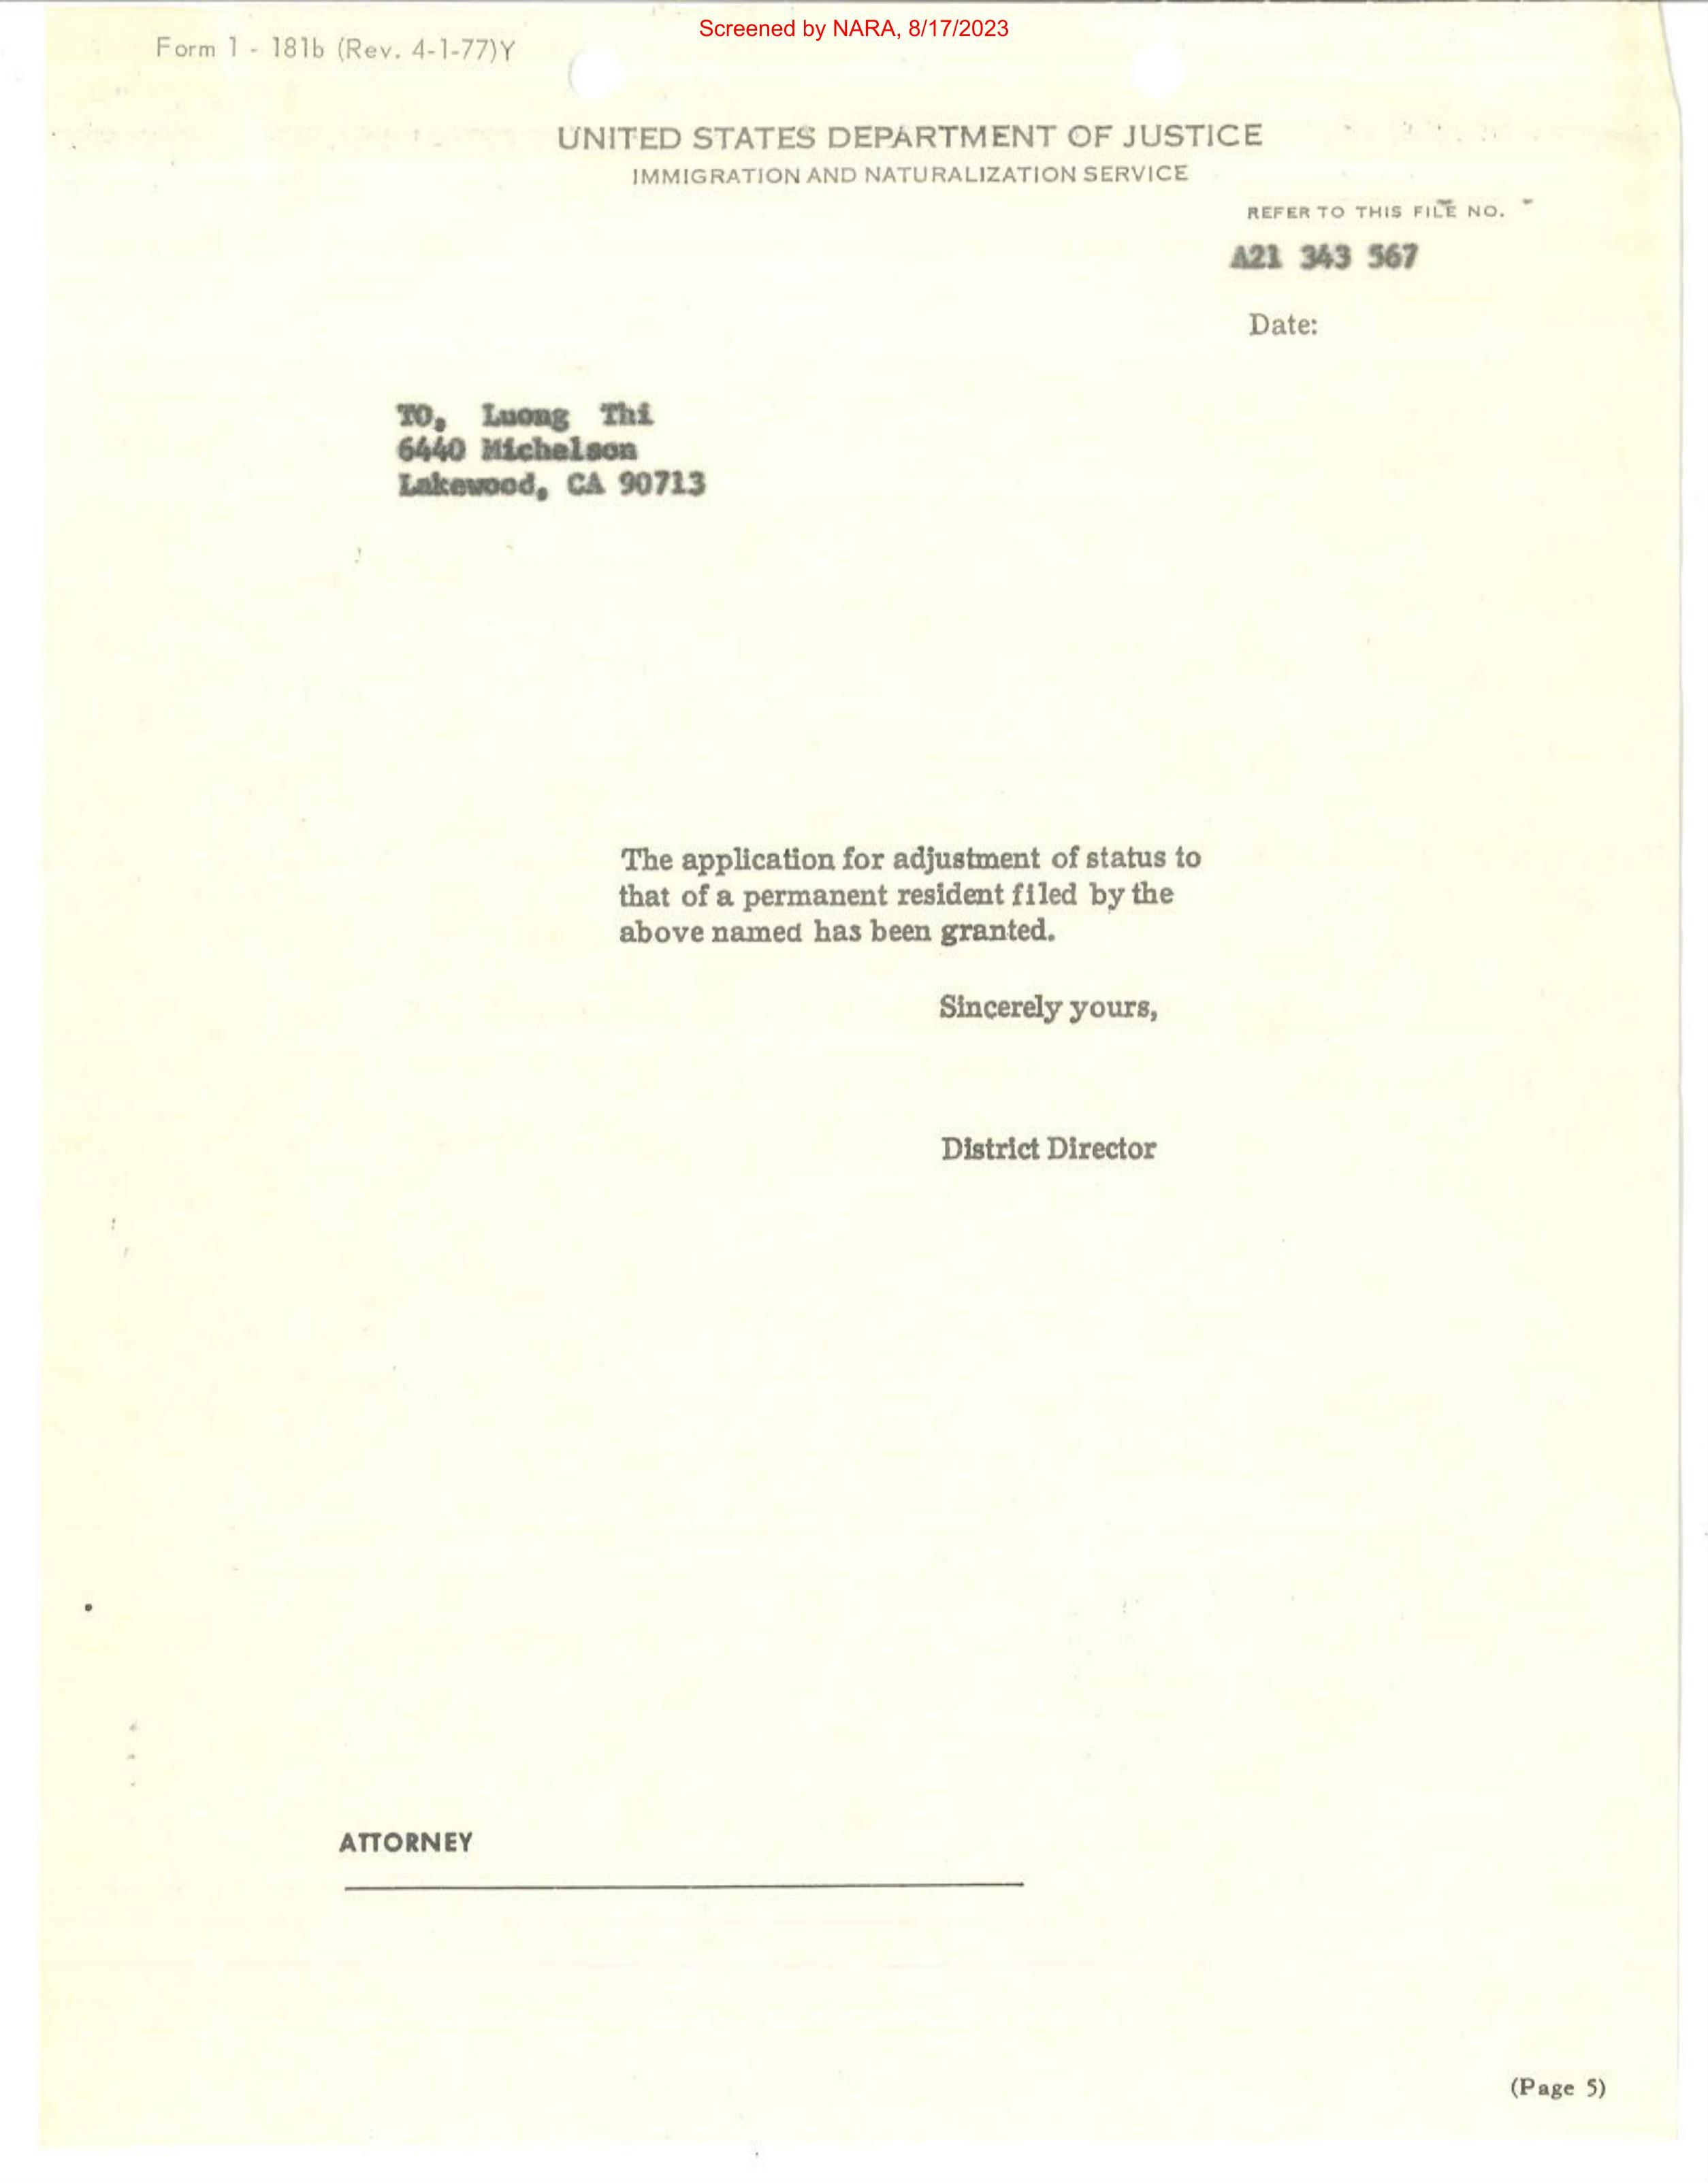 Screened by NARA, 8/17/2023
Form 1 - 181b (Rev. 4-1-77)Y
UNITED STATES DEPARTMENT OF JUSTICE
IMMIGRATION AND NATURALIZATION SERVICE
REFER TO THIS FILE NO.
A21 343 567
Date:
TO, Luong Thi
6440 Michelson
Lakewood, CA 90713
The application for adjustment of status to
that of a permanent resident filed by the
above named has been granted.
Sincerely yours,
District Director
ATTORNEY
(Page 5)